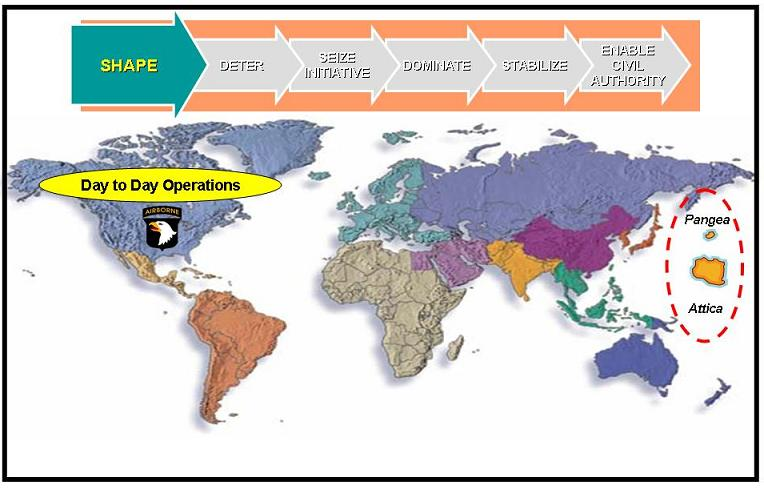 SHAPE
DETER
SEIZE
INITIATIVE
DOMINATE
STABILIZE
ENABLE
CIVIL
AUTHORITY
Day to Day Operations
AIRBORNE
Pangea
Attica